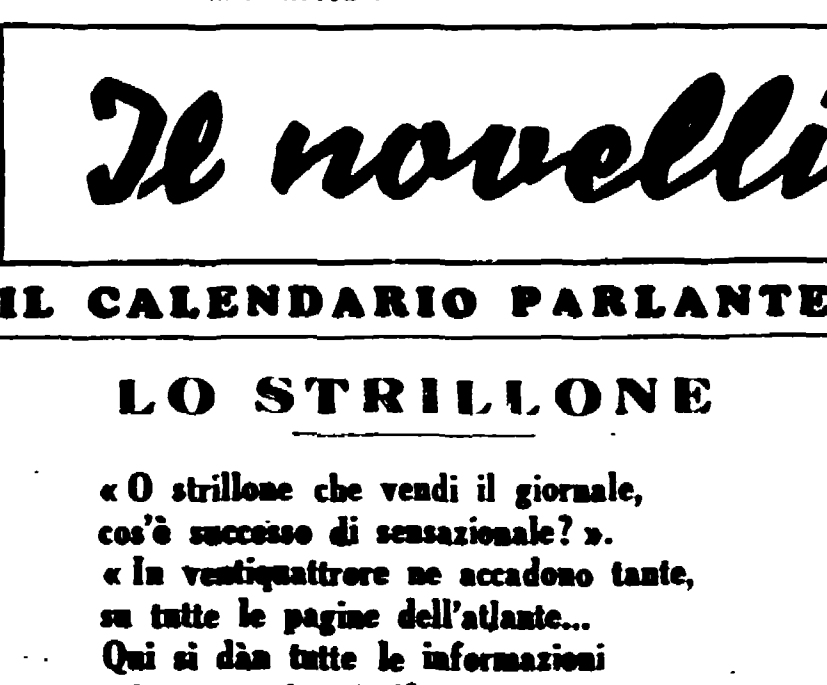 Il novelli
IL CALENDARIO PARLANTE
LO STRILLONE
« O strillone che vendi il giornale,
cos'è successo di sensazionale? ».
« In ventiquattrore ne accadono tante,
su tutte le pagine dell'atlante...
Qui si dàn tutte le informazioni